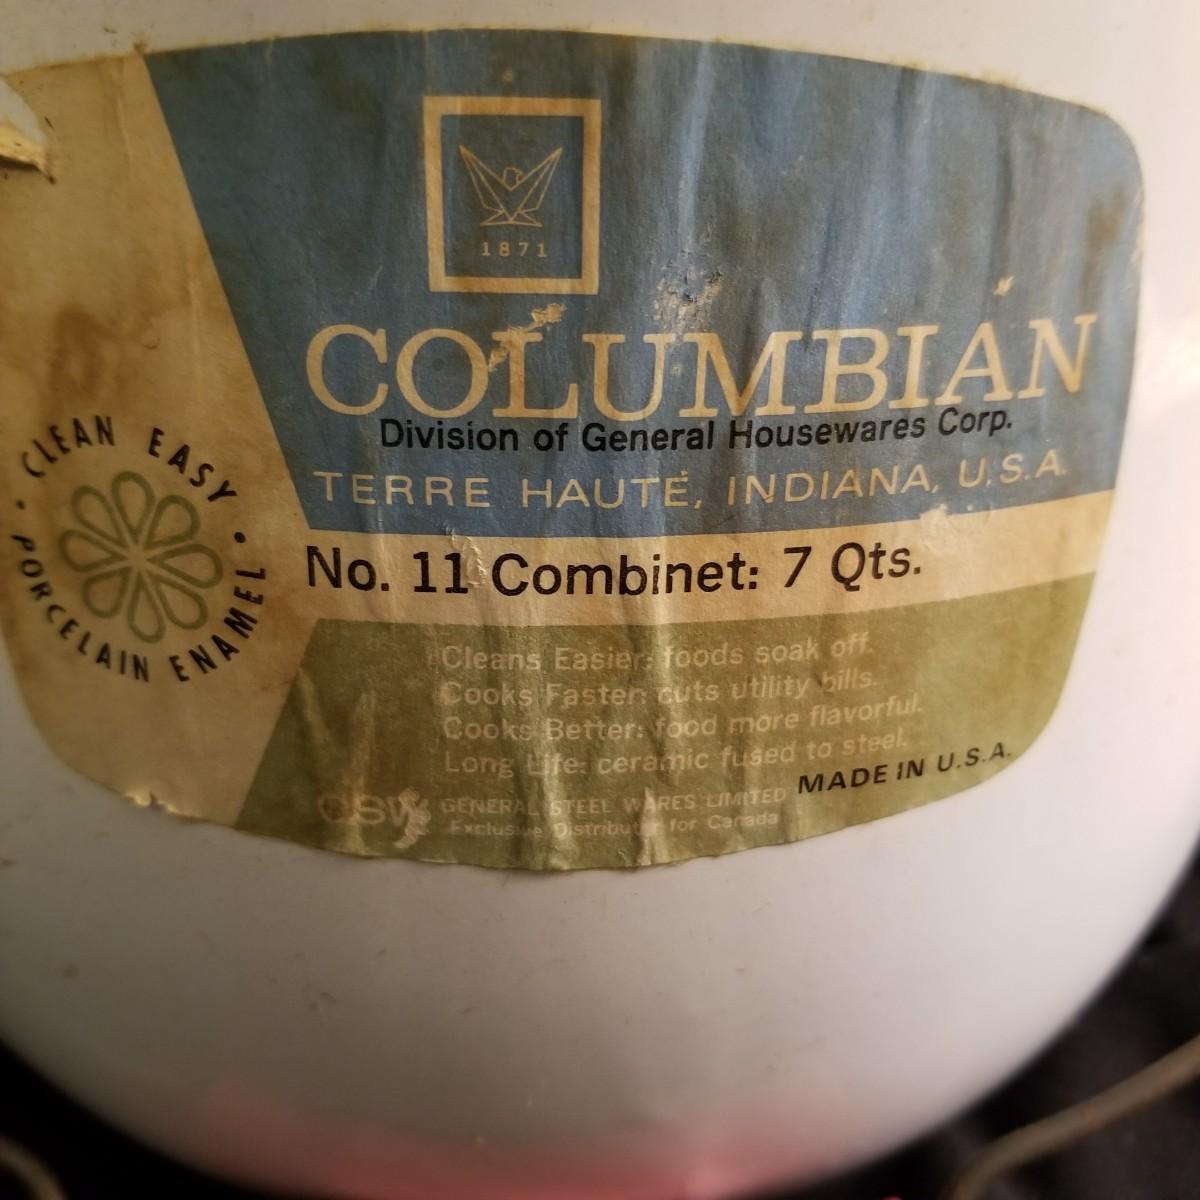 1871
COLUMBIAN
Division of General Housewares Corp.
TERRE HAUTE, INDIANA, U.S.A.
CLEAN EASY • PORCELAIN ENAMEL •
No. 11 Combinet: 7 Qts.
Cleans Easier: foods soak off.
Cooks Faster: cuts utility bills.
Cooks Better: food more flavorful.
Long Life: ceramic fused to steel.
MADE IN U.S.A.
GSW GENERAL STEEL WARES LIMITED
Exclusive Distributor for Canada